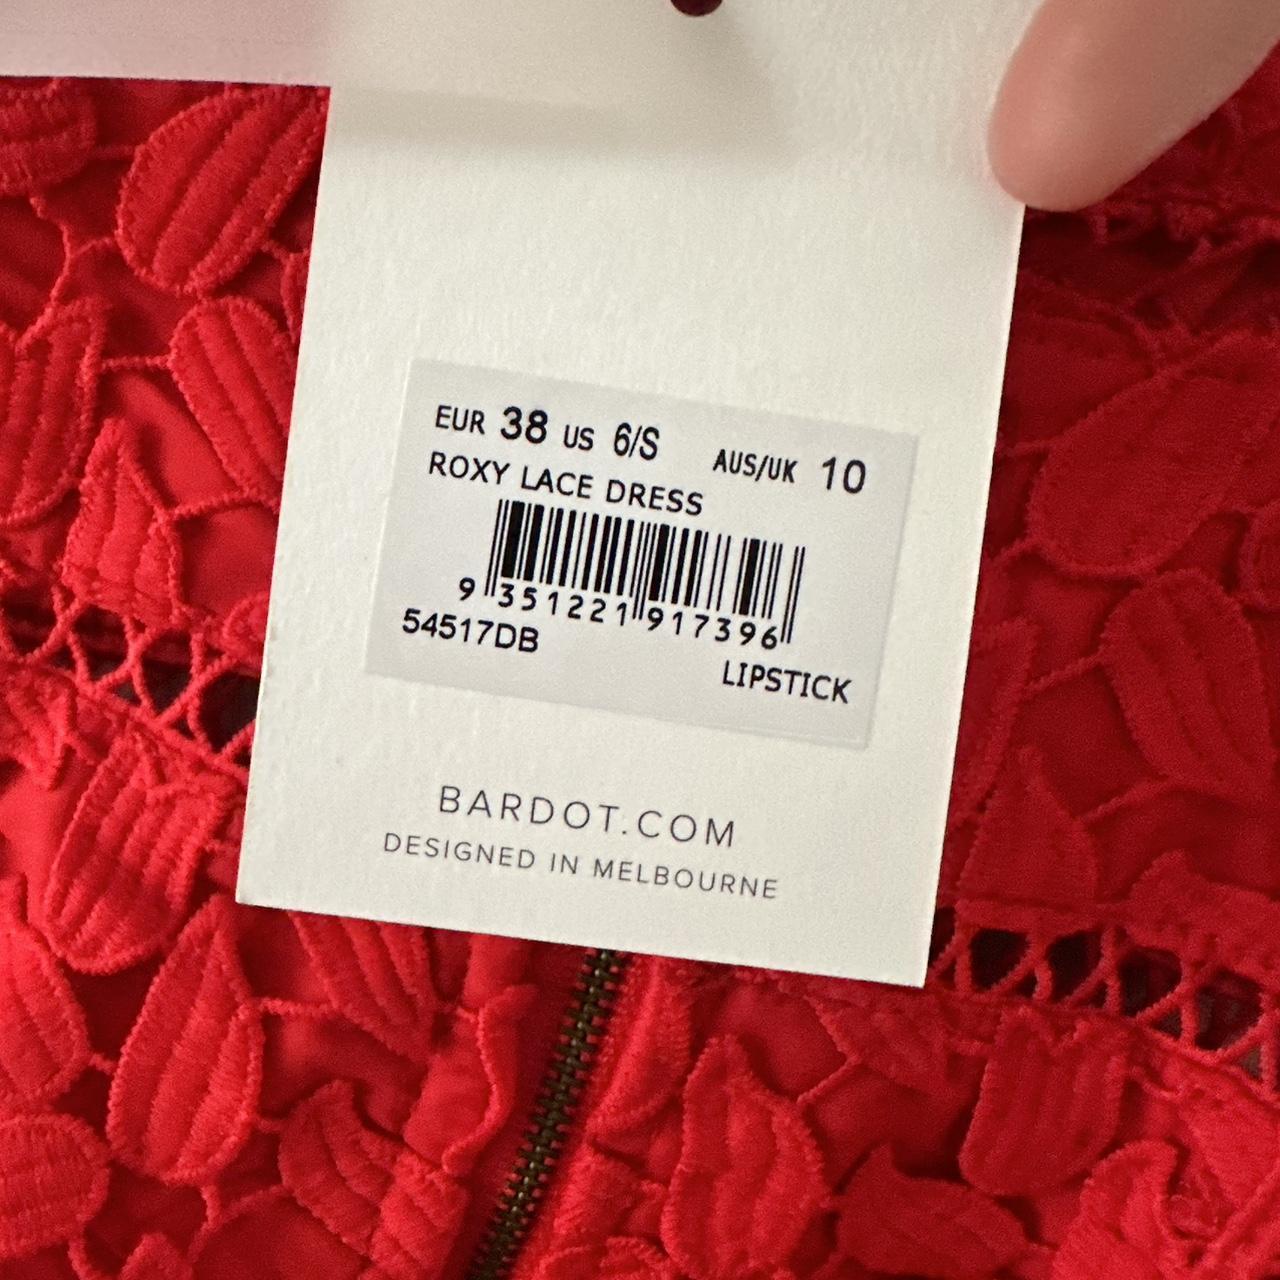 EUR 38 US 6/S AUS/UK 10
ROXY LACE DRESS
9 351221 917396
54517DB
LIPSTICK
BARDOT.COM
DESIGNED IN MELBOURNE